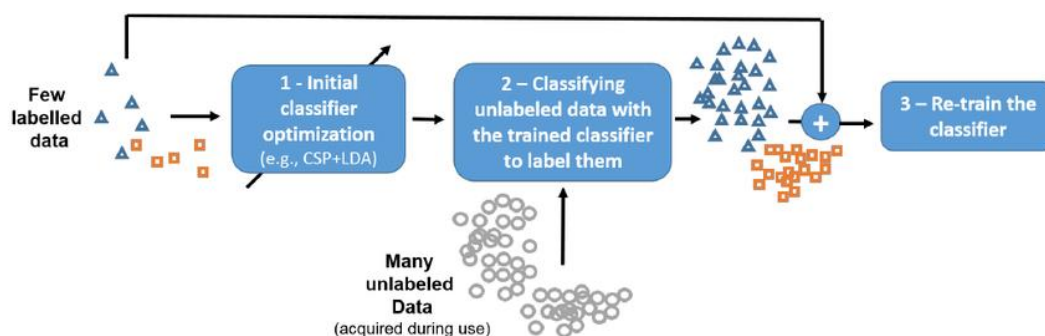 Few
labelled
data
1 - Initial
classifier
optimization
(e.g., CSP+LDA)
2 – Classifying
unlabeled data with
the trained classifier
to label them
+
3 – Re-train the
classifier
Many
unlabeled
Data
(acquired during use)